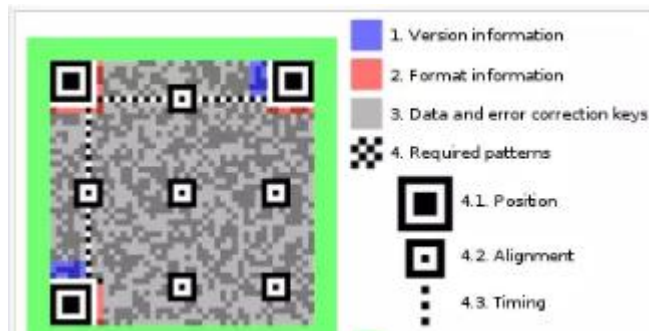 1. Version information
2. Format information
3. Data and error correction keys
4. Required patterns
4.1. Position
4.2. Alignment
4.3. Timing